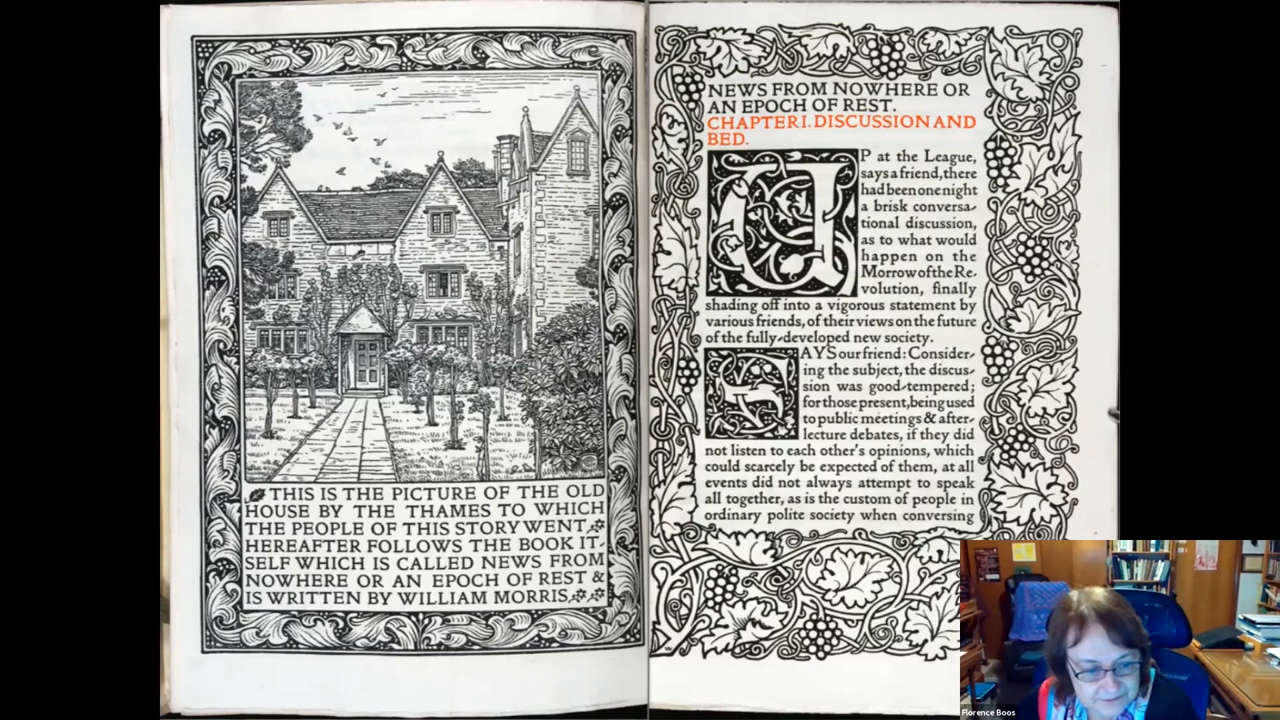 THIS IS THE PICTURE OF THE OLD
HOUSE BY THE THAMES TO WHICH
THE PEOPLE OF THIS STORY WENT
HEREAFTER FOLLOWS THE BOOK IT-
SELF WHICH IS CALLED NEWS FROM
NOWHERE OR AN EPOCH OF REST &
IS WRITTEN BY WILLIAM MORRIS
NEWS FROM NOWHERE OR
AN EPOCH OF REST.
CHAPTER I. DISCUSSION AND
BED.
UP at the League,
says a friend, there
had been one night
a brisk conversa-
tional discussion,
as to what would
happen on the
Morrow of the Re-
volution, finally
shading off into a vigorous statement by
various friends, of their views on the future
of the fully-developed new society.
SAYS our friend: Consider-
ing the subject, the discus-
sion was good-tempered;
for those present, being used
to public meetings & after-
lecture debates, if they did
not listen to each other's opinions, which
could scarcely be expected of them, at all
events did not always attempt to speak
all together, as is the custom of people in
ordinary polite society when conversing
Florence Boos